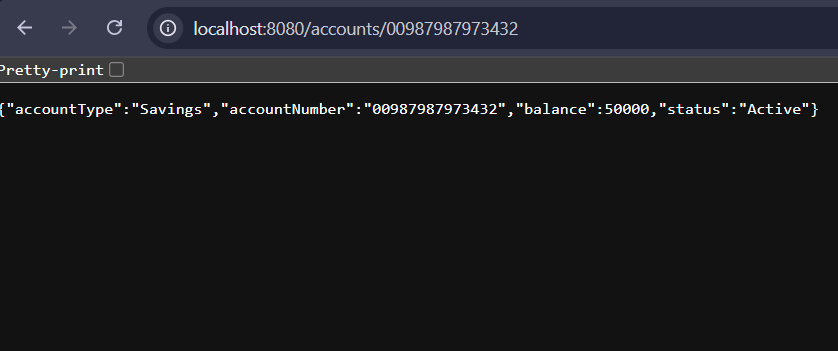 localhost:8080/accounts/00987987973432
Pretty-print
{"accountType":"Savings","accountNumber":"00987987973432","balance":50000,"status":"Active"}